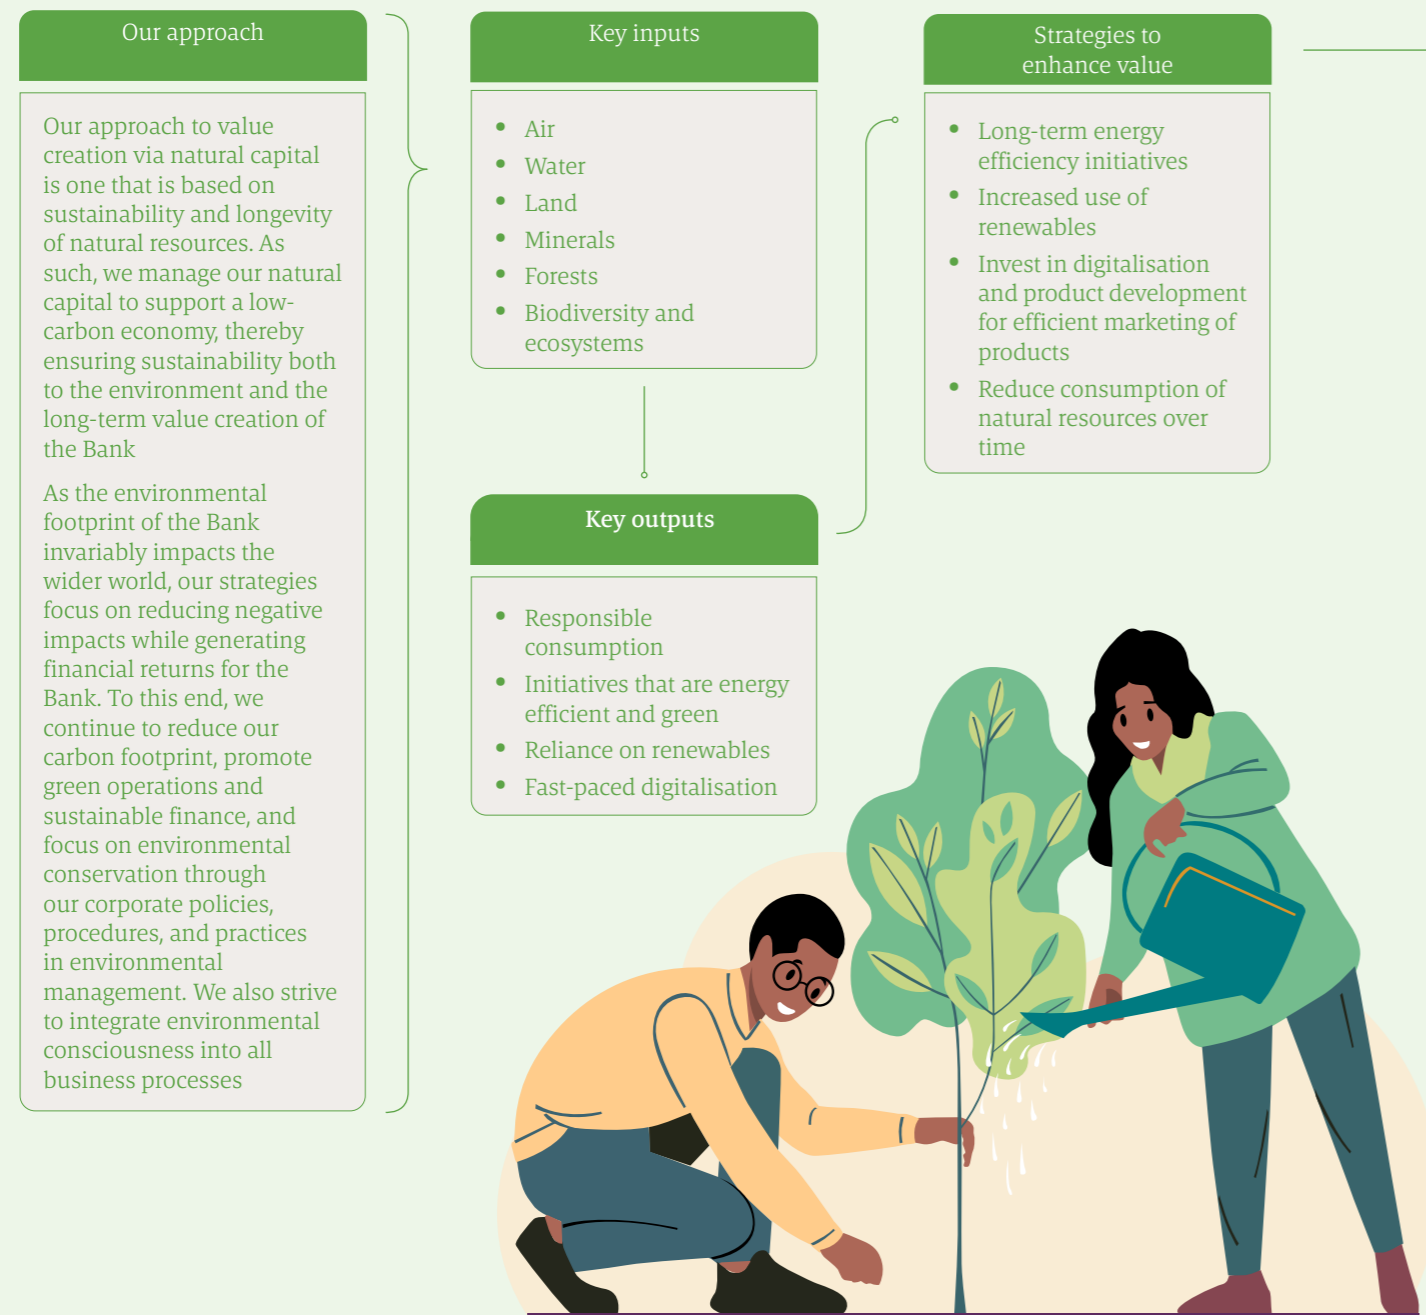 Our approach
Our approach to value
creation via natural capital
is one that is based on
sustainability and longevity
of natural resources. As
such, we manage our natural
capital to support a low-
carbon economy, thereby
ensuring sustainability both
to the environment and the
long-term value creation of
the Bank
As the environmental
footprint of the Bank
invariably impacts the
wider world, our strategies
focus on reducing negative
impacts while generating
financial returns for the
Bank. To this end, we
continue to reduce our
carbon footprint, promote
green operations and
sustainable finance, and
focus on environmental
conservation through
our corporate policies,
procedures, and practices
in environmental
management. We also strive
to integrate environmental
consciousness into all
business processes
Key inputs
• Air
• Water
• Land
• Minerals
• Forests
• Biodiversity and
ecosystems
Key outputs
• Responsible
consumption
• Initiatives that are energy
efficient and green
• Reliance on renewables
• Fast-paced digitalisation
Strategies to
enhance value
• Long-term energy
efficiency initiatives
• Increased use of
renewables
• Invest in digitalisation
and product development
for efficient marketing of
products
• Reduce consumption of
natural resources over
time